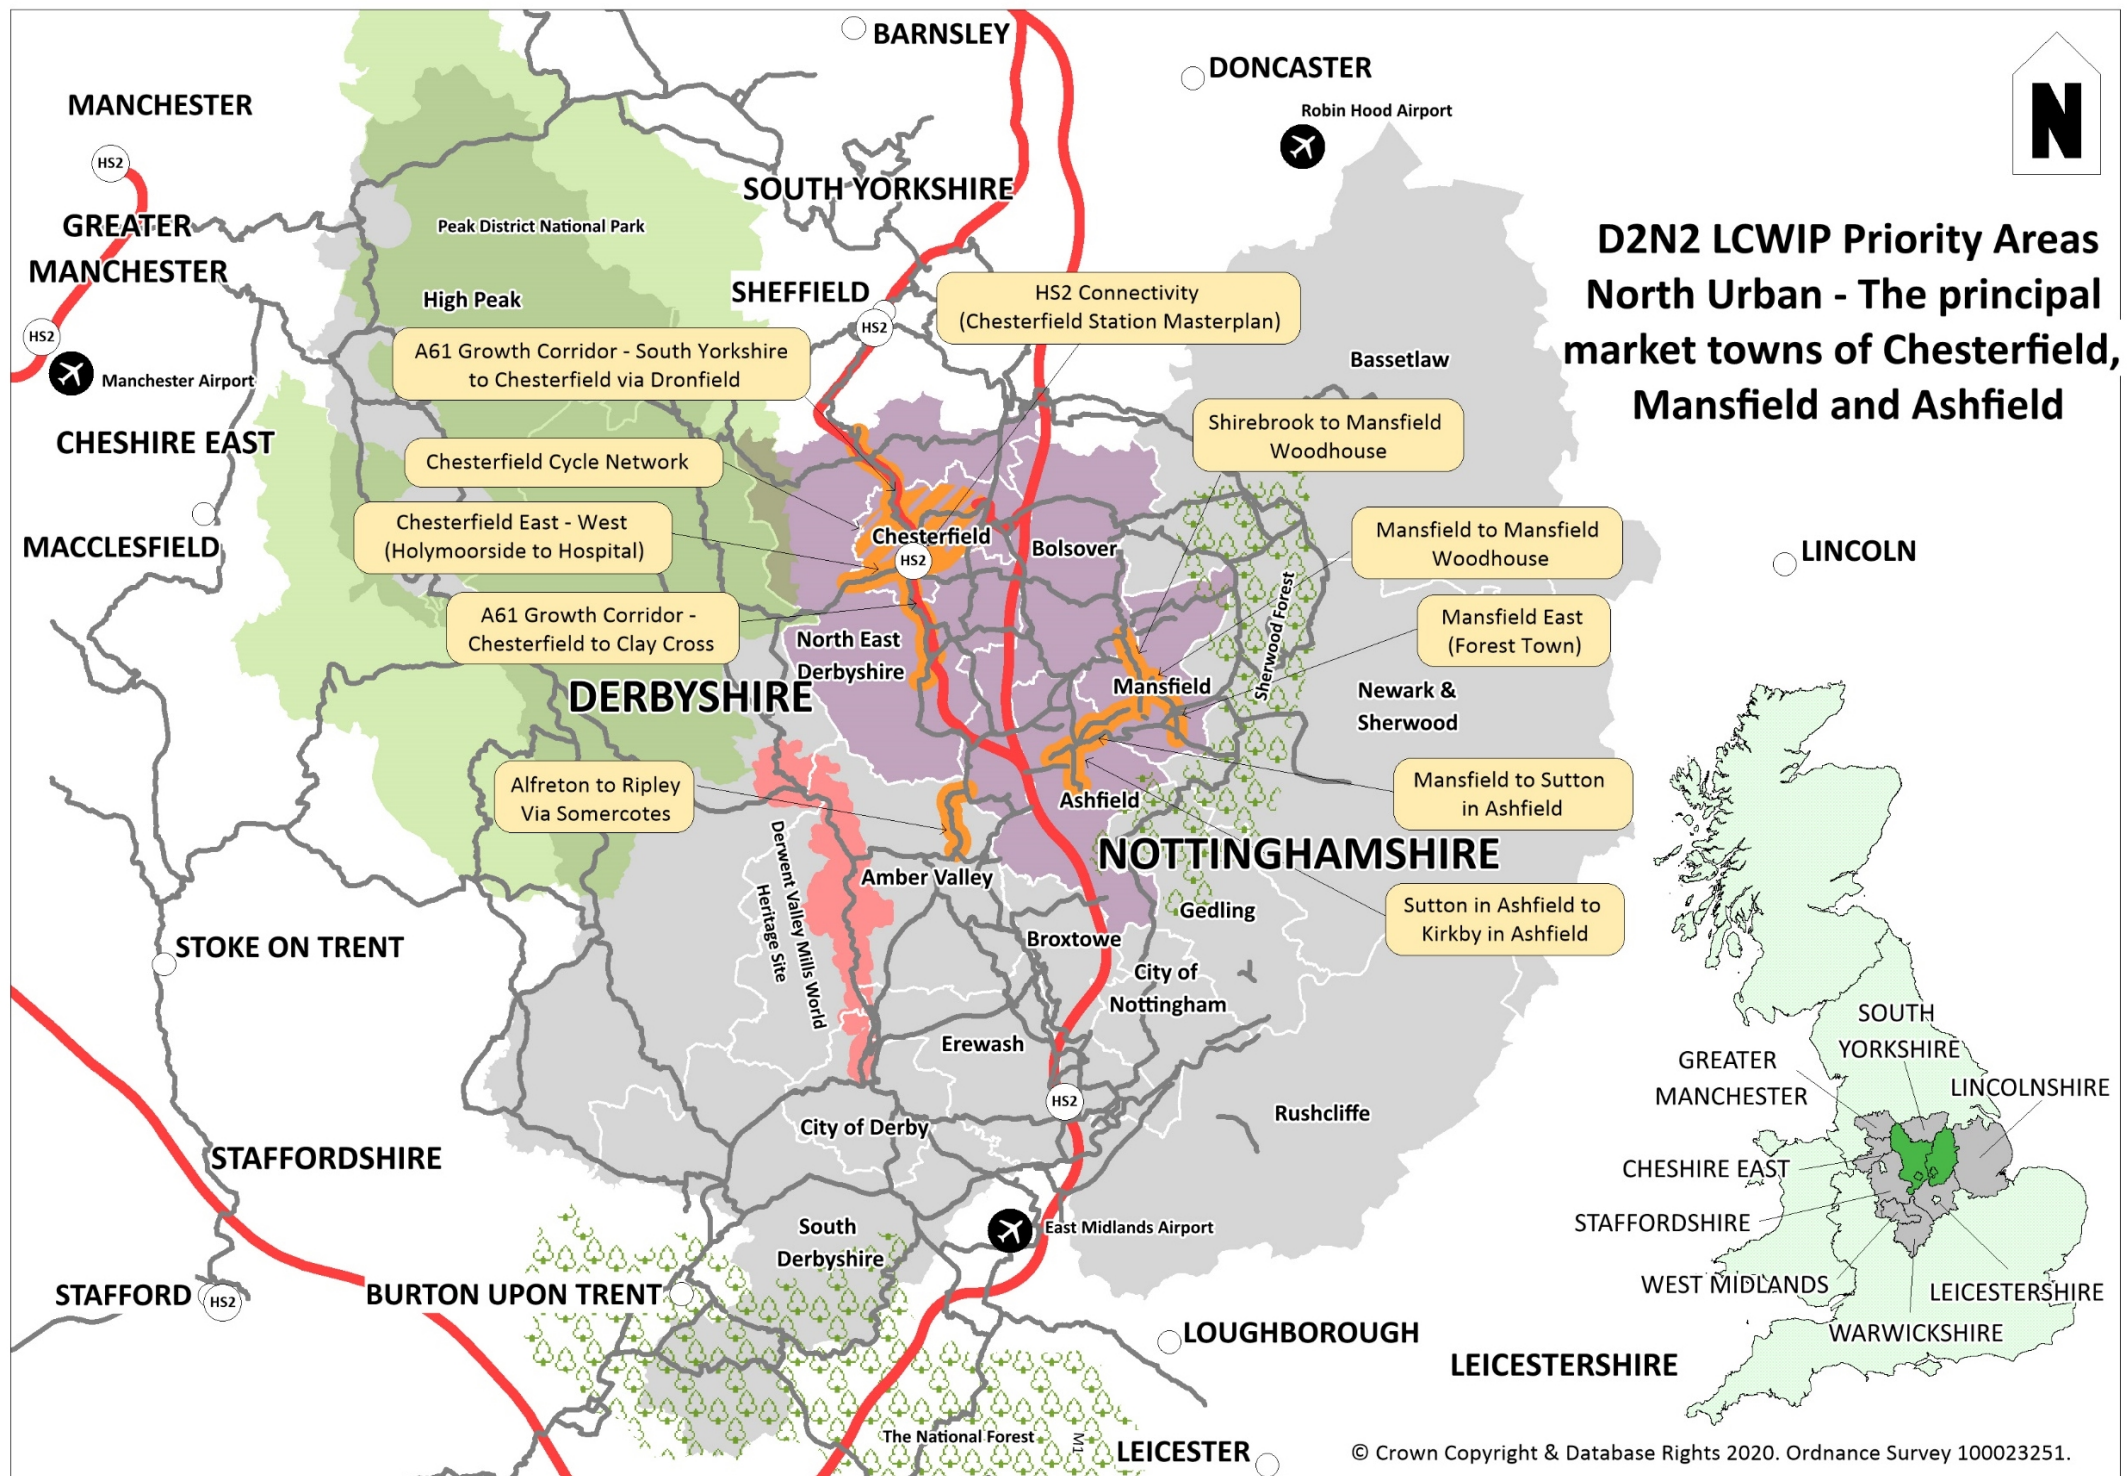 BARNSLEY
DONCASTER
Robin Hood Airport
N
MANCHESTER
HS2
GREATER
MANCHESTER
HS2
Manchester Airport
CHESHIRE EAST
MACCLESFIELD
SOUTH YORKSHIRE
Peak District National Park
High Peak
SHEFFIELD
HS2
D2N2 LCWIP Priority Areas
North Urban - The principal
market towns of Chesterfield,
Mansfield and Ashfield
HS2 Connectivity
(Chesterfield Station Masterplan)
A61 Growth Corridor - South Yorkshire
to Chesterfield via Dronfield
Bassetlaw
Shirebrook to Mansfield
Woodhouse
Chesterfield Cycle Network
Chesterfield East - West
(Holymoorside to Hospital)
Chesterfield
HS2
Bolsover
Mansfield to Mansfield
Woodhouse
LINCOLN
A61 Growth Corridor -
Chesterfield to Clay Cross
Sherwood Forest
Mansfield East
(Forest Town)
North East
Derbyshire
DERBYSHIRE
Mansfield
Newark &
Sherwood
Alfreton to Ripley
Via Somercotes
Ashfield
Mansfield to Sutton
in Ashfield
NOTTINGHAMSHIRE
Derwent Valley Mills World
Heritage Site
Amber Valley
Gedling
Sutton in Ashfield to
Kirkby in Ashfield
STOKE ON TRENT
Broxtowe
City of
Nottingham
Erewash
HS2
City of Derby
Rushcliffe
STAFFORDSHIRE
South
Derbyshire
East Midlands Airport
STAFFORD
HS2
BURTON UPON TRENT
LOUGHBOROUGH
LEICESTERSHIRE
The National Forest
M1
LEICESTER
SOUTH
YORKSHIRE
GREATER
MANCHESTER
LINCOLNSHIRE
CHESHIRE EAST
STAFFORDSHIRE
WEST MIDLANDS
LEICESTERSHIRE
WARWICKSHIRE
© Crown Copyright & Database Rights 2020. Ordnance Survey 100023251.